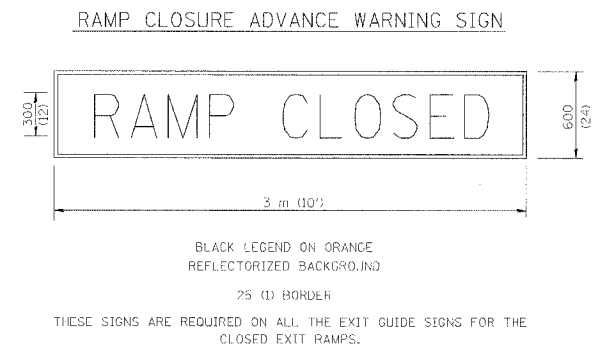 RAMP CLOSURE ADVANCE WARNING SIGN
RAMP CLOSED
300
(12)
600
(24)
3 m (10')
BLACK LEGEND ON ORANGE
REFLECTORIZED BACKGROUND
25 (1) BORDER
THESE SIGNS ARE REQUIRED ON ALL THE EXIT GUIDE SIGNS FOR THE
CLOSED EXIT RAMPS.